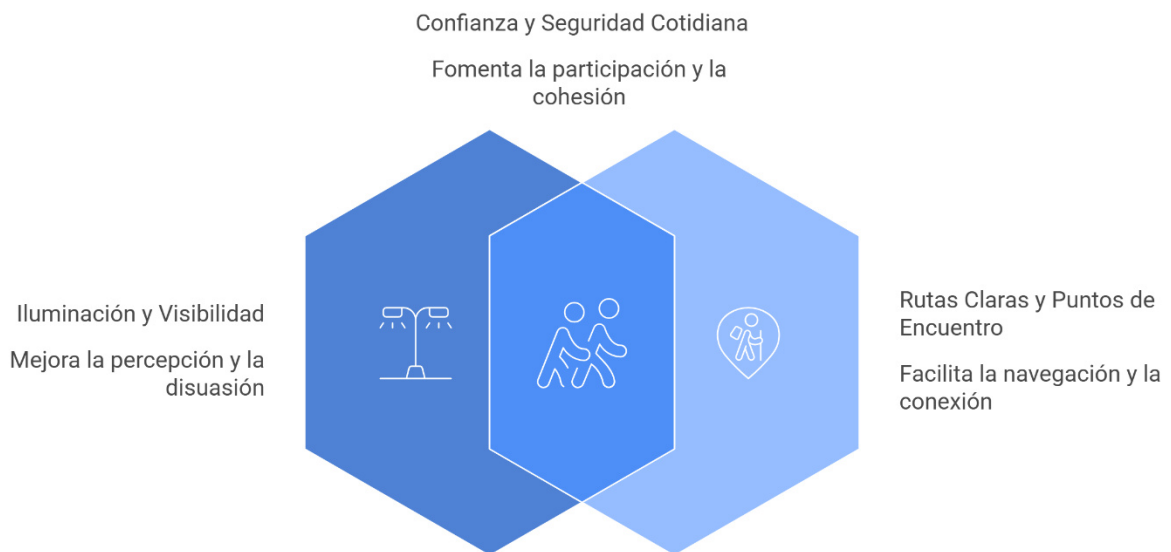 Confianza y Seguridad Cotidiana
Fomenta la participación y la
cohesión
Iluminación y Visibilidad
Mejora la percepción y la
disuasión
Rutas Claras y Puntos de
Encuentro
Facilita la navegación y la
conexión